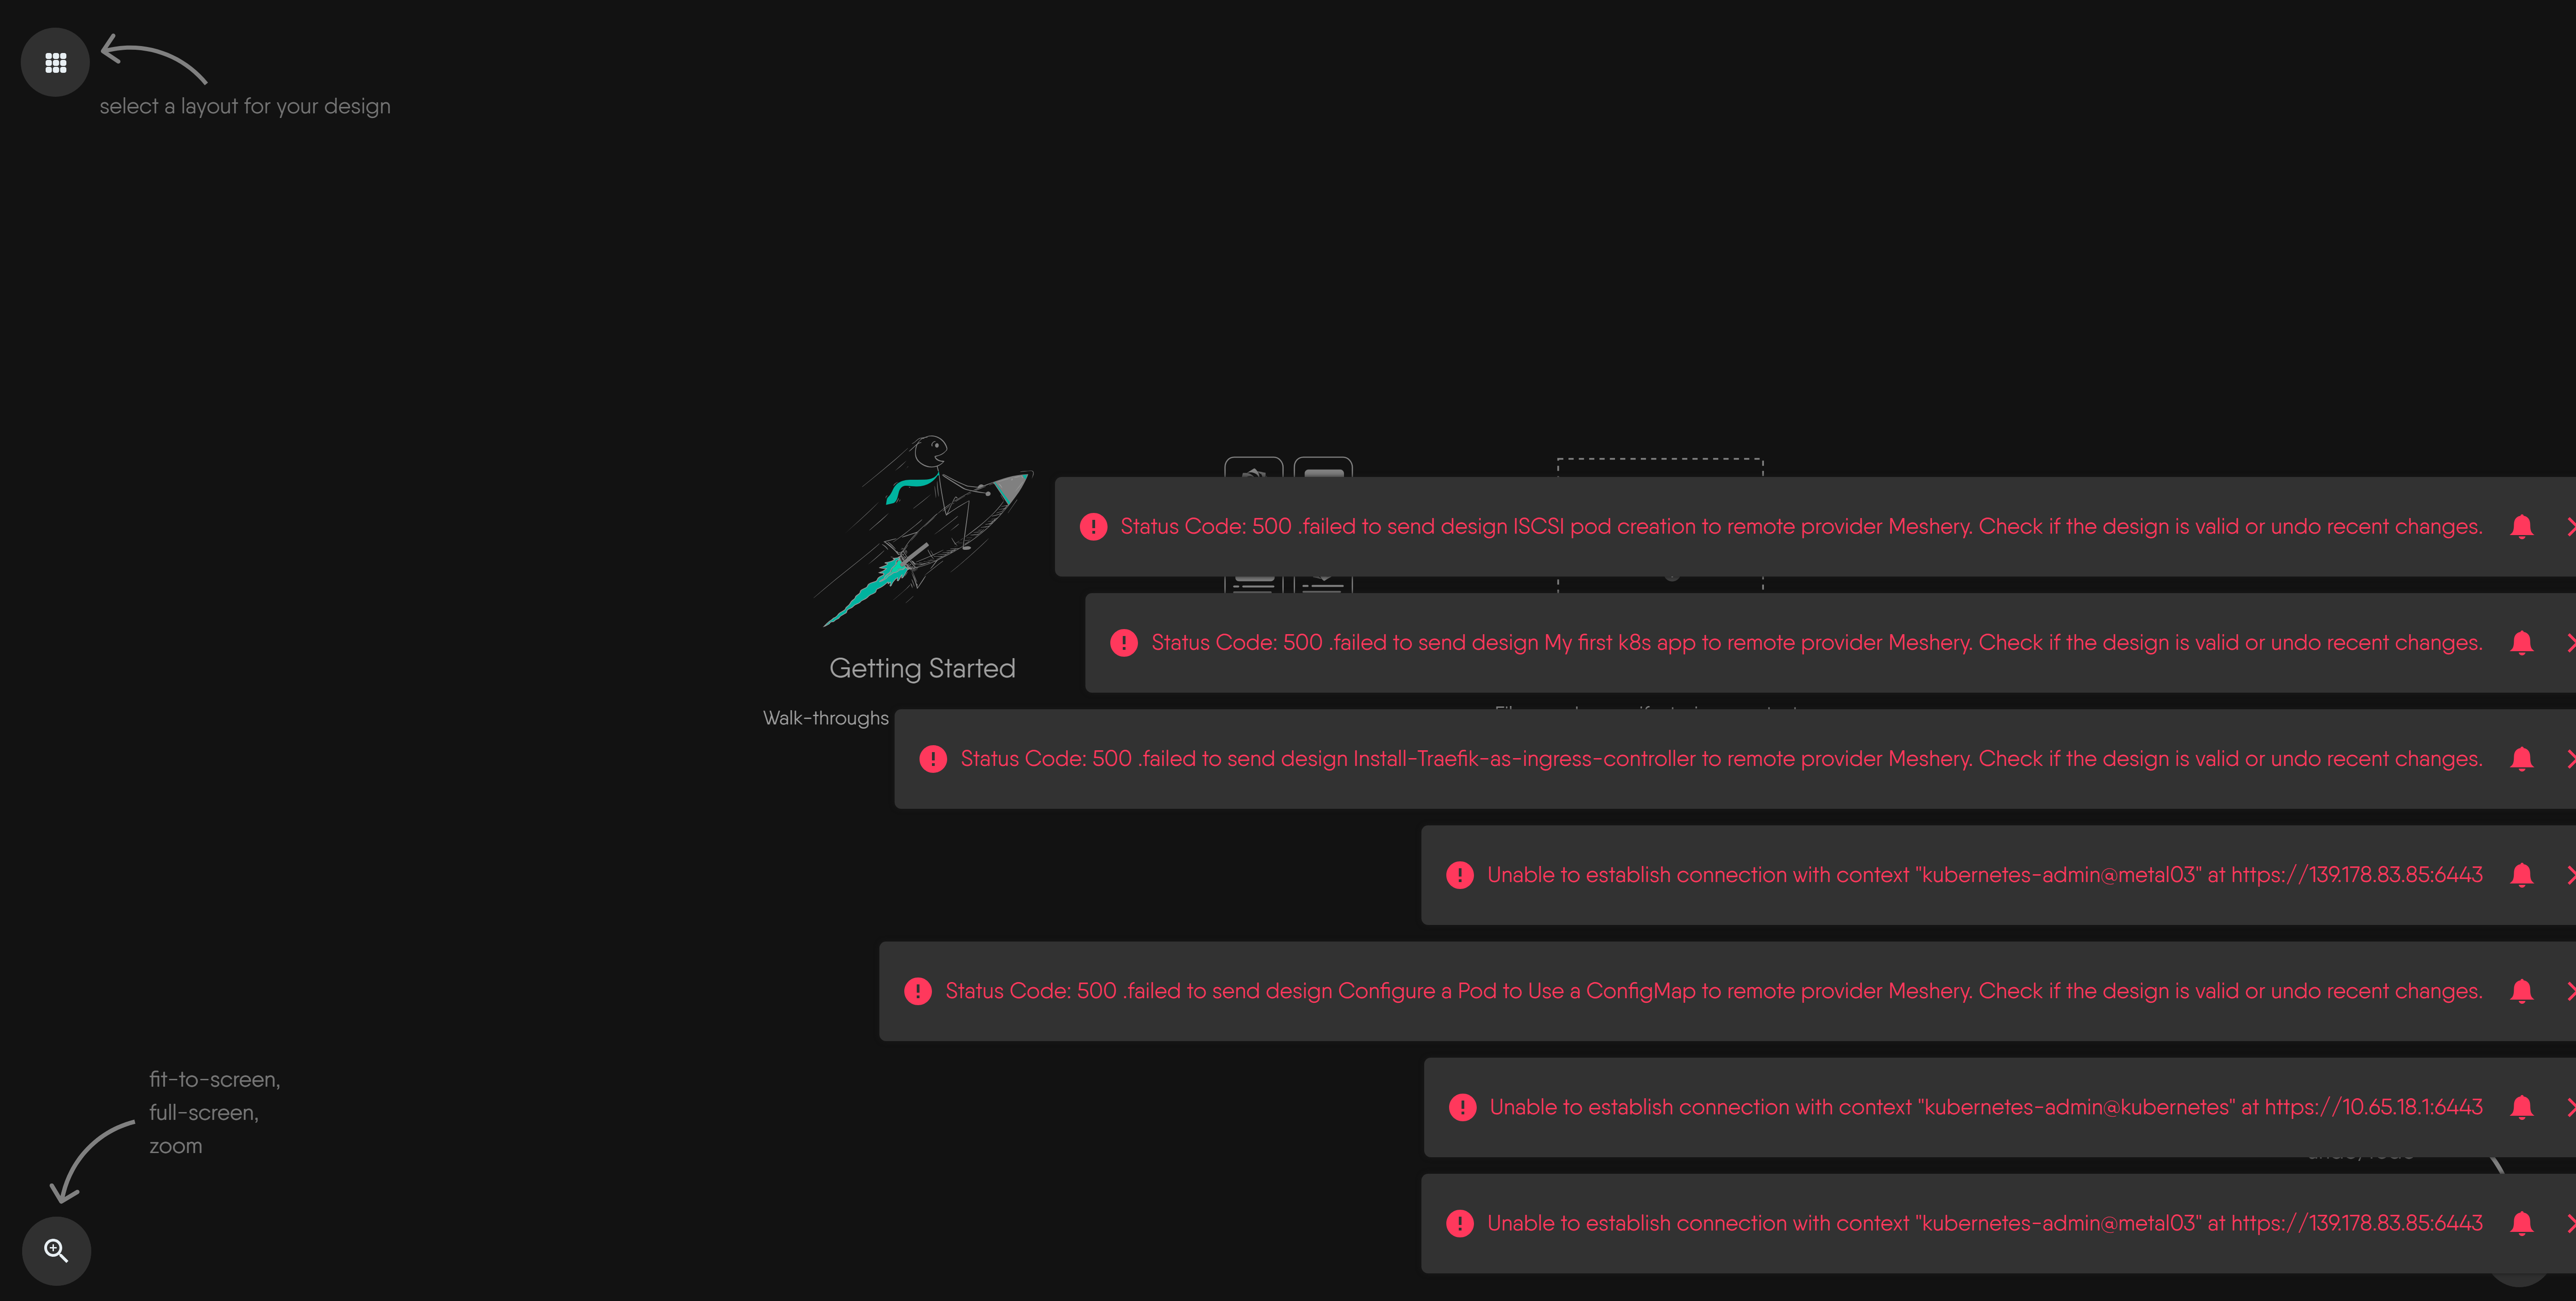 select a layout for your design
Status Code: 500 .failed to send design ISCSI pod creation to remote provider Meshery. Check if the design is valid or undo recent changes.
Status Code: 500 .failed to send design My first k8s app to remote provider Meshery. Check if the design is valid or undo recent changes.
Getting Started
Walk-throughs
Status Code: 500 .failed to send design Install-Traefik-as-ingress-controller to remote provider Meshery. Check if the design is valid or undo recent changes.
Unable to establish connection with context "kubernetes-admin@metal03" at https://139.178.83.85:6443
Status Code: 500 .failed to send design Configure a Pod to Use a ConfigMap to remote provider Meshery. Check if the design is valid or undo recent changes.
fit-to-screen,
full-screen,
zoom
Unable to establish connection with context "kubernetes-admin@kubernetes" at https://10.65.18.1:6443
Unable to establish connection with context "kubernetes-admin@metal03" at https://139.178.83.85:6443